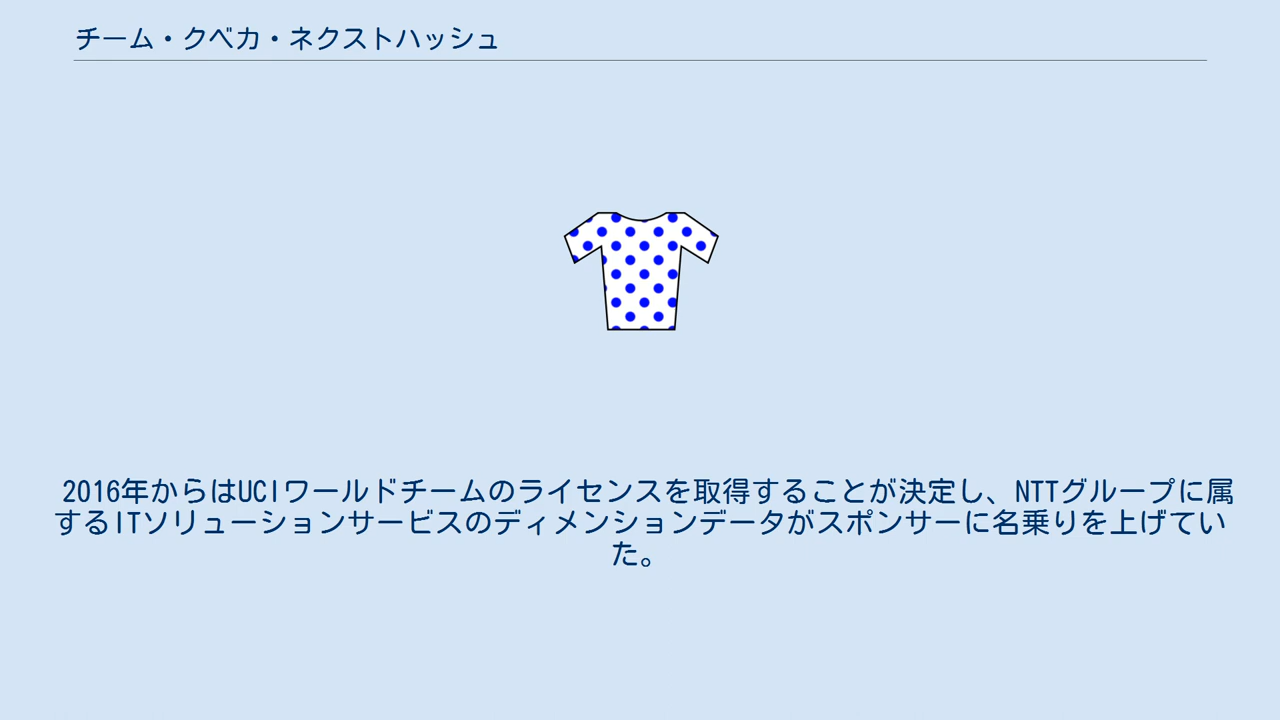 チーム・クベカ・ネクストハッシュ
2016年からはUCIワールドチームのライセンスを取得することが決定し、NTTグループに属
するITソリューションサービスのディメンションデータがスポンサーに名乗りを上げてい
た。